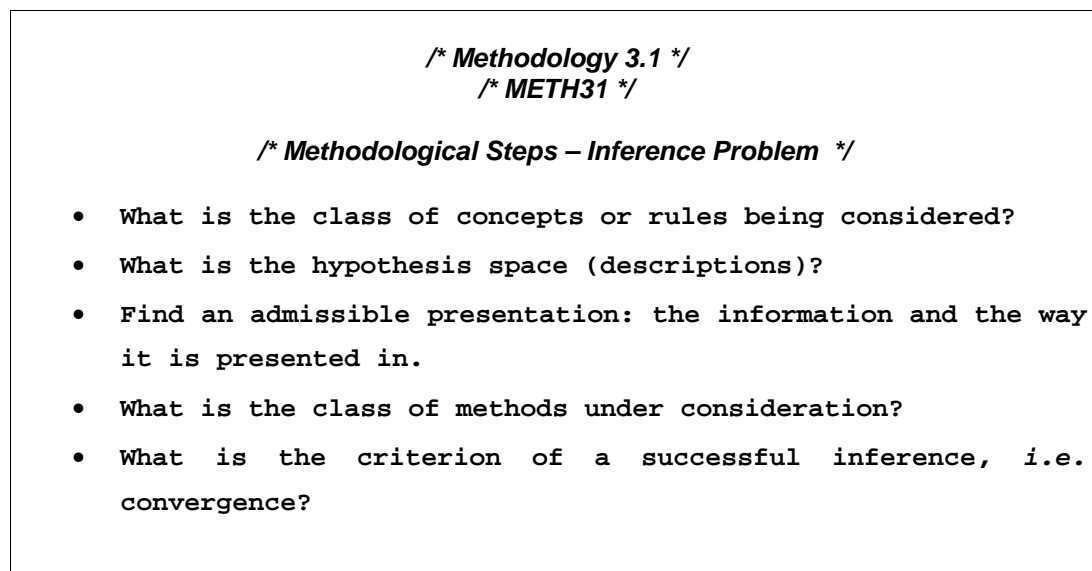 /* Methodology 3.1 */
/* METH31 */
/* Methodological Steps – Inference Problem */
• What is the class of concepts or rules being considered?
• What is the hypothesis space (descriptions)?
• Find an admissible presentation: the information and the way
it is presented in.
• What is the class of methods under consideration?
• What is the criterion of a successful inference, i.e.
convergence?